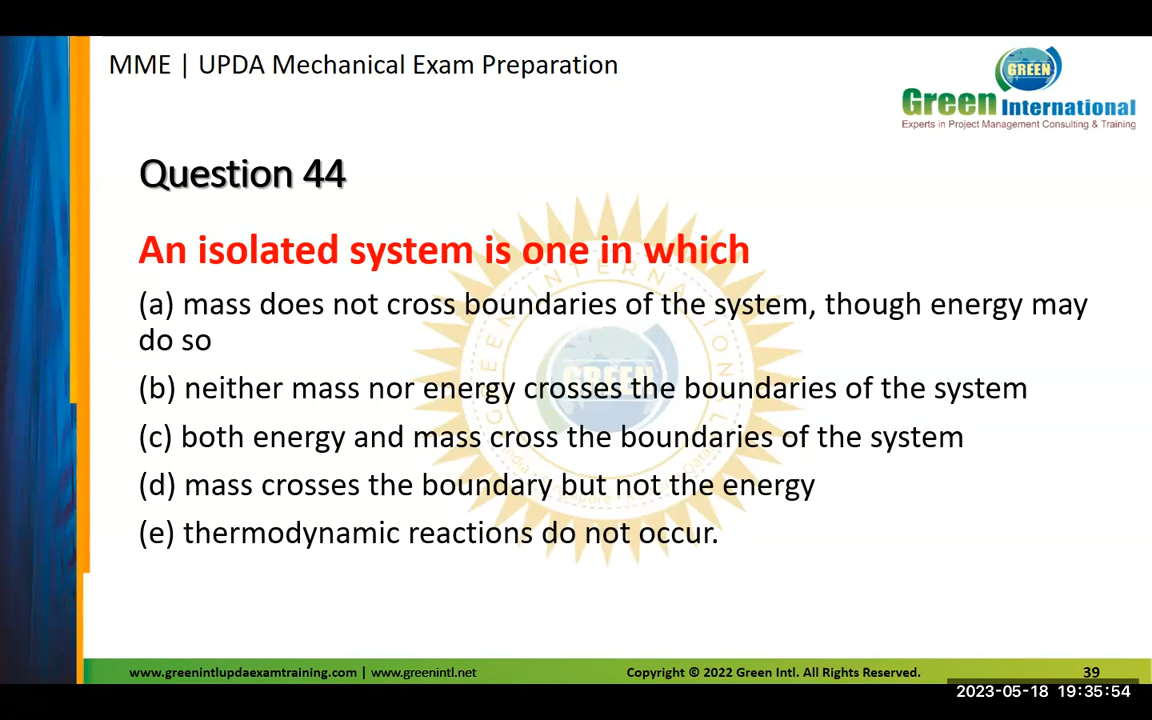 MME | UPDA Mechanical Exam Preparation
GREEN
Green International
Experts in Project Management Consulting & Training
Question 44
An isolated system is one in which
(a) mass does not cross boundaries of the system, though energy may
do so
(b) neither mass nor energy crosses the boundaries of the system
(c) both energy and mass cross the boundaries of the system
(d) mass crosses the boundary but not the energy
(e) thermodynamic reactions do not occur.
GREEN INTERNATIONAL
GREEN
www.greenintlupdaexamtraining.com | www.greenintl.net
Copyright © 2022 Green Intl. All Rights Reserved.
39
2023-05-18 19:35:54